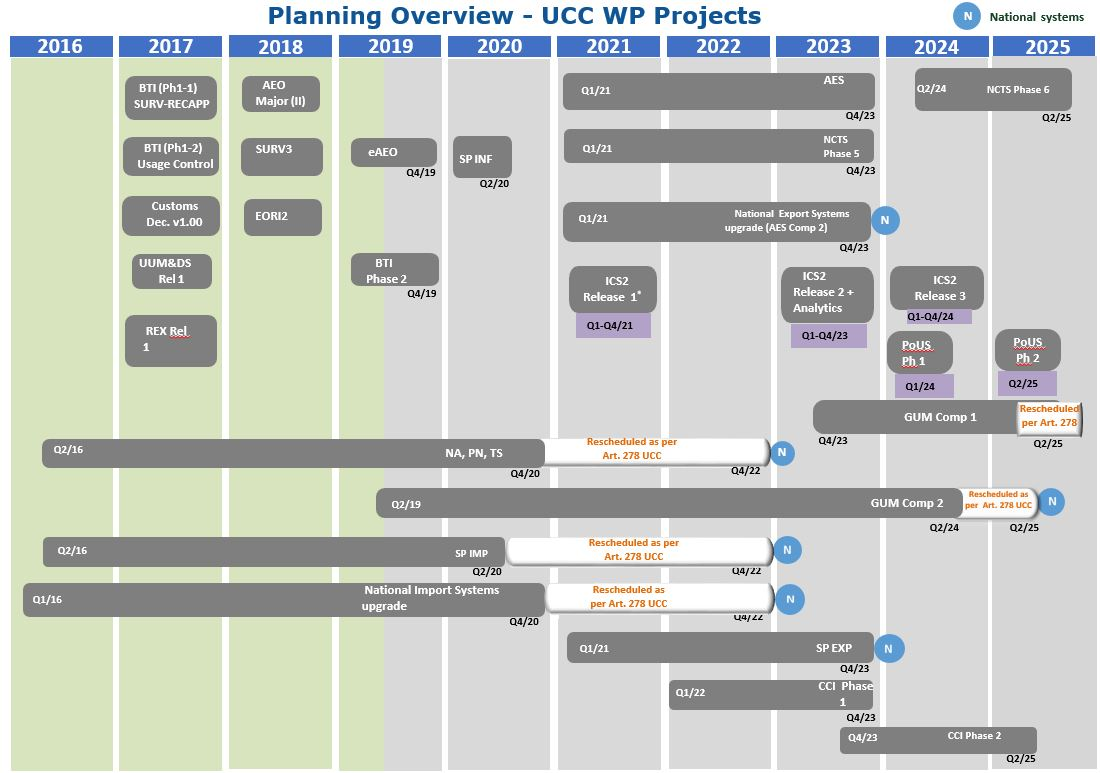 Planning Overview - UCC WP Projects
N National systems
2016 2017 2018 2019 2020 2021 2022 2023 2024 2025
BTI (Ph1-1)
SURV-RECAPP
AEO
Major (II)
Q1/21 AES
Q4/23
Q2/24 NCTS Phase 6
Q2/25
BTI (Ph1-2)
Usage Control
SURV3
eAEO
Q4/19
SP INF
Q2/20
Q1/21 NCTS
Phase 5
Q4/23
Customs
Dec. v1.00
EORI2
Q1/21 National Export Systems
upgrade (AES Comp 2)
N
Q4/23
UUM&DS
Rel 1
BTI
Phase 2
Q4/19
ICS2
Release 1*
Q1-Q4/21
ICS2
Release 2 +
Analytics
Q1-Q4/23
ICS2
Release 3
Q1-Q4/24
REX Rel
1
PoUS
Ph 1
Q1/24
PoUS
Ph 2
Q2/25
GUM Comp 1
Q4/23
Rescheduled
per Art. 278
Q2/25
Q2/16 NA, PN, TS
Q4/20
Rescheduled as per
Art. 278 UCC
Q4/22
N
Q2/19 GUM Comp 2
Q2/24
Rescheduled as
per Art. 278 UCC
Q2/25
N
Q2/16 SP IMP
Q2/20
Rescheduled as per
Art. 278 UCC
Q4/22
N
Q1/16 National Import Systems
upgrade
Q4/20
Rescheduled as
per Art. 278 UCC
Q4/22
N
Q1/21 SP EXP
Q4/23
N
Q1/22 CCI Phase
1
Q4/23
Q4/23 CCI Phase 2
Q2/25